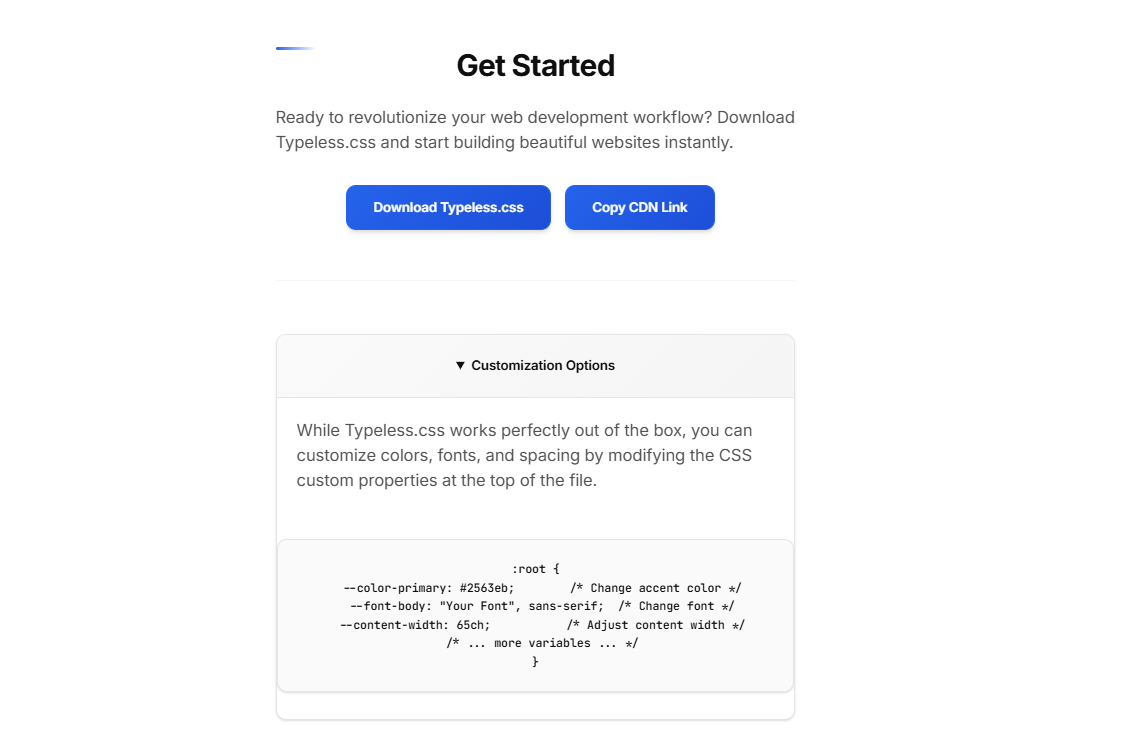 Get Started
Ready to revolutionize your web development workflow? Download
Typeless.css and start building beautiful websites instantly.
Download Typeless.css
Copy CDN Link
▼ Customization Options
While Typeless.css works perfectly out of the box, you can
customize colors, fonts, and spacing by modifying the CSS
custom properties at the top of the file.
:root {
--color-primary: #2563eb;        /* Change accent color */
--font-body: "Your Font", sans-serif;  /* Change font */
--content-width: 65ch;           /* Adjust content width */
/* ... more variables ... */
}